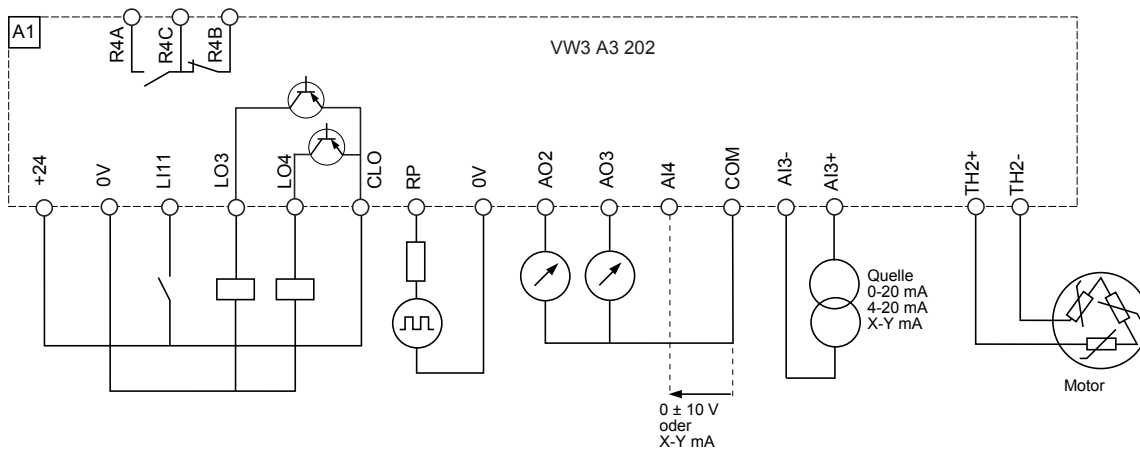 A1
R4A
R4C
R4B
VW3 A3 202
+24
0V
LI11
LO3
LO4
CLO
RP
0V
AO2
AO3
AI4
COM
AI3-
AI3+
TH2+
TH2-
Quelle
0-20 mA
4-20 mA
X-Y mA
Motor
0 ± 10 V
oder
X-Y mA